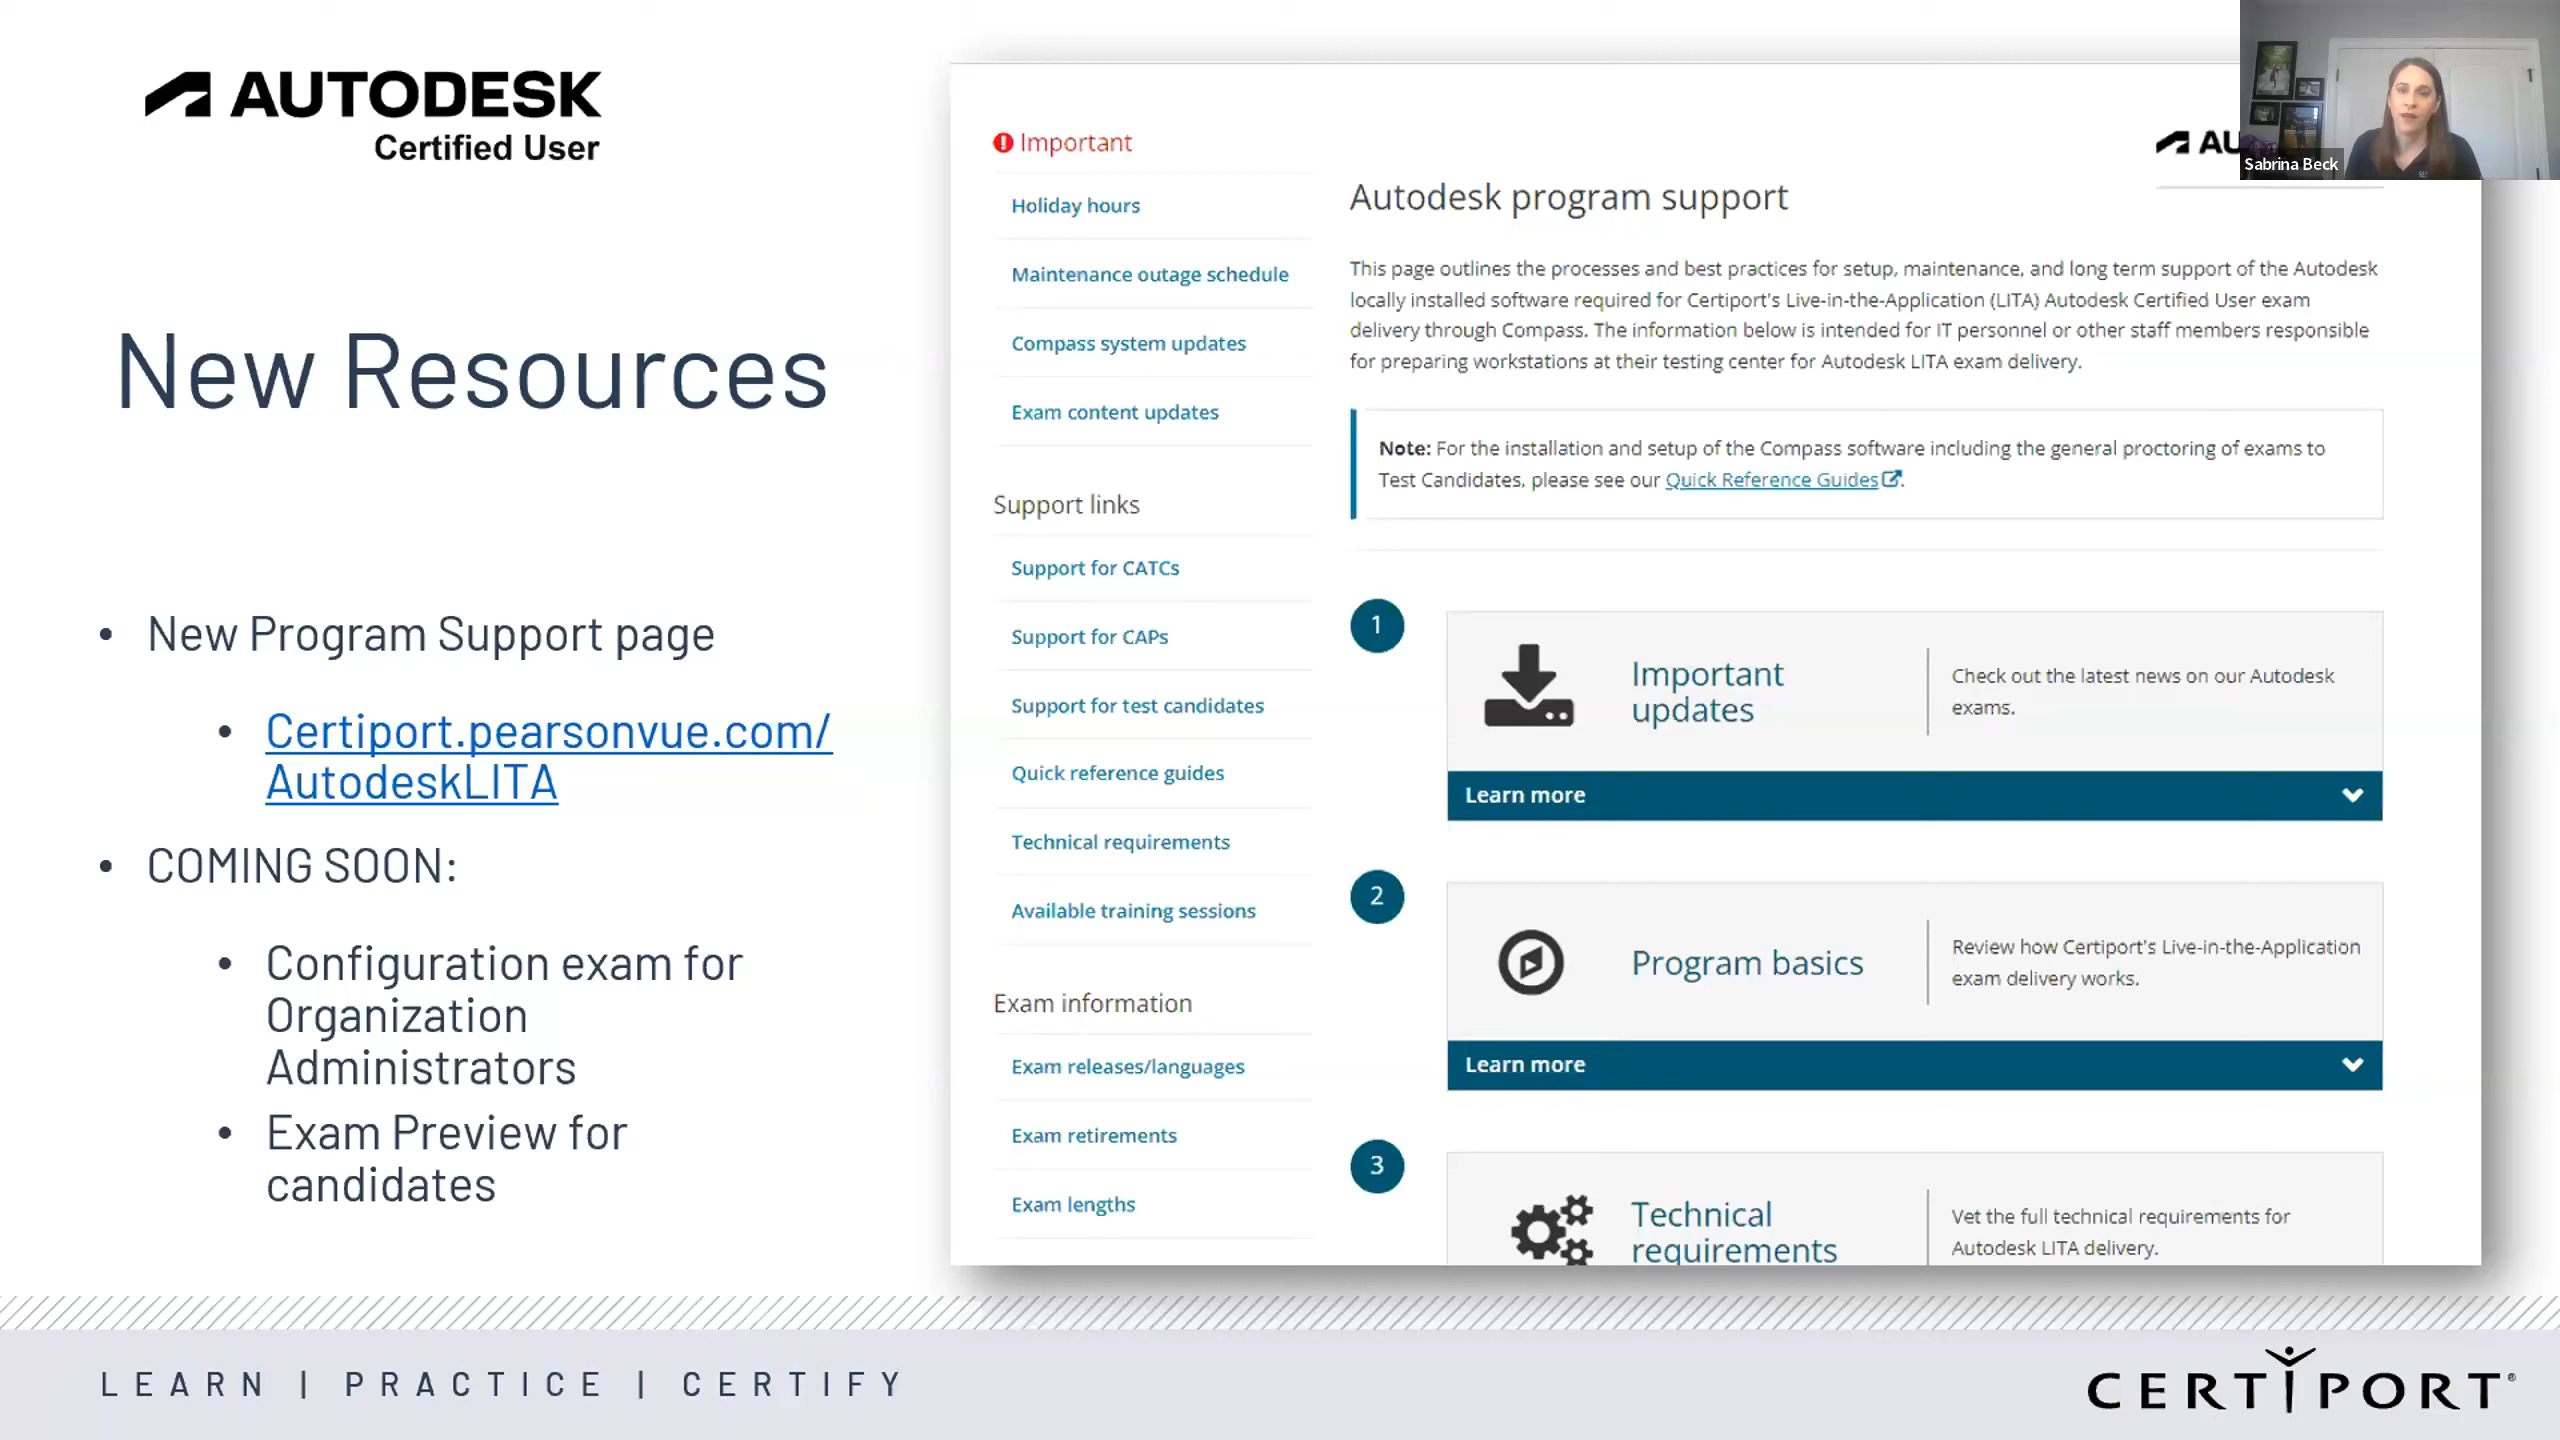 AUTODESK
Certified User
New Resources
• New Program Support page
• Certiport.pearsonvue.com/
AutodeskLITA
• COMING SOON:
• Configuration exam for
Organization
Administrators
• Exam Preview for
candidates
Important
Holiday hours
Maintenance outage schedule
Compass system updates
Exam content updates
Support links
Support for CATCs
Support for CAPs
Support for test candidates
Quick reference guides
Technical requirements
Available training sessions
Exam information
Exam releases/languages
Exam retirements
Exam lengths
AU
Sabrina Beck
Autodesk program support
This page outlines the processes and best practices for setup, maintenance, and long term support of the Autodesk
locally installed software required for Certiport's Live-in-the-Application (LITA) Autodesk Certified User exam
delivery through Compass. The information below is intended for IT personnel or other staff members responsible
for preparing workstations at their testing center for Autodesk LITA exam delivery.
Note: For the installation and setup of the Compass software including the general proctoring of exams to
Test Candidates, please see our Quick Reference Guides.
1
Important
updates
Check out the latest news on our Autodesk
exams.
Learn more
2
Program basics
Review how Certiport's Live-in-the-Application
exam delivery works.
Learn more
3
Technical
requirements
Vet the full technical requirements for
Autodesk LITA delivery.
LEARN | PRACTICE | CERTIFY
CERTIPORT®